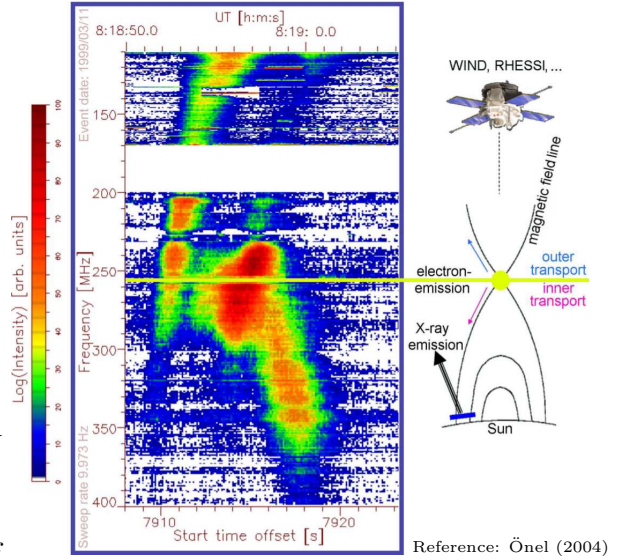 UT [h:m:s]
8:18:50.0 8:19: 0.0
Event date: 1999/03/11
150
200
250
300
350
400
Frequency [MHz]
Sweep rate 9.973 Hz
7910 7920
Start time offset [s]
Log(Intensity) [arb. units]
0
10
20
30
40
50
60
70
80
90
100
WIND, RHESSI, ...
magnetic field line
electron-
emission
outer
transport
inner
transport
X-ray
emission
Sun
r
Reference: Önel (2004)